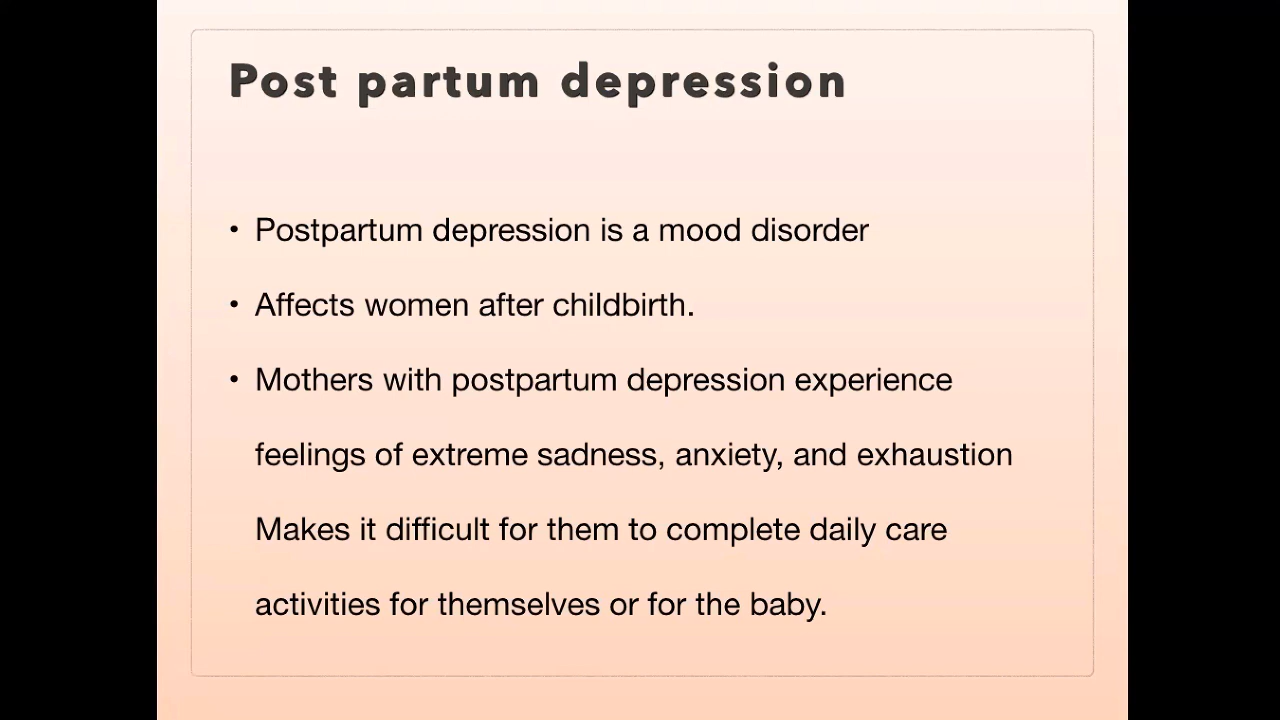 Post partum depression
• Postpartum depression is a mood disorder
• Affects women after childbirth.
• Mothers with postpartum depression experience
feelings of extreme sadness, anxiety, and exhaustion
Makes it difficult for them to complete daily care
activities for themselves or for the baby.